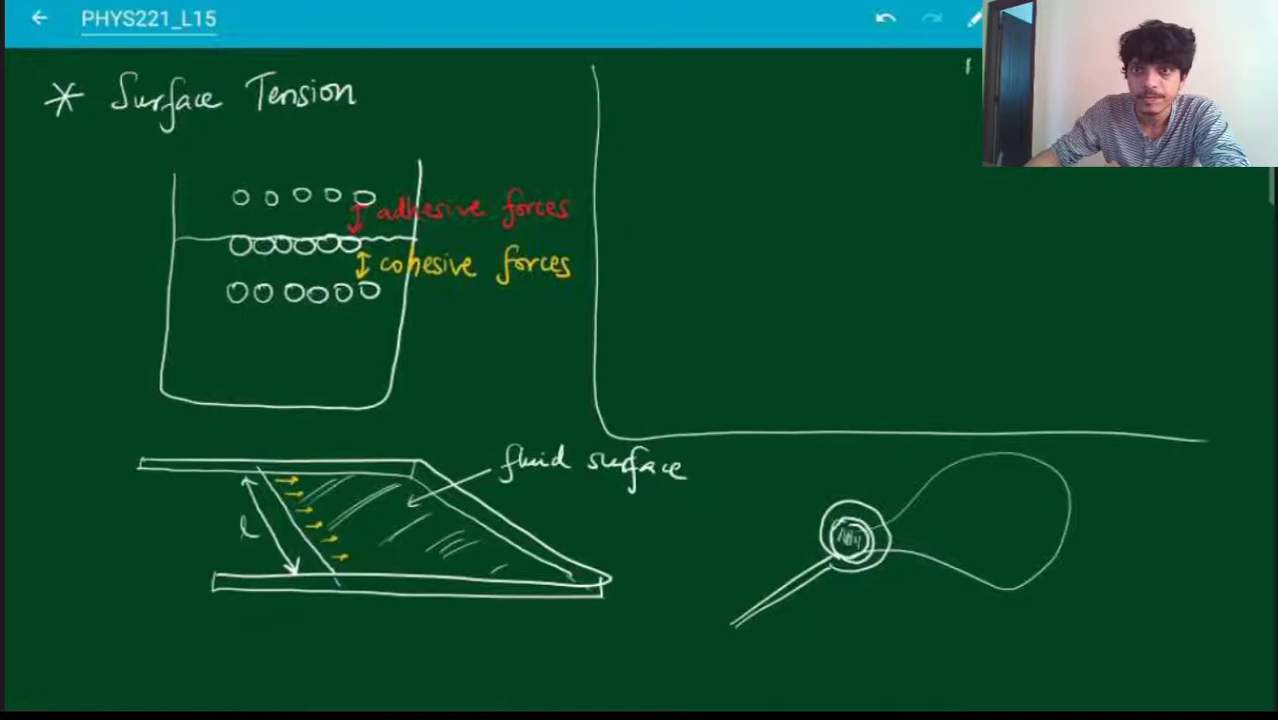 PHYS221_L15
* Surface Tension
adhesive forces
cohesive forces
fluid surface
l